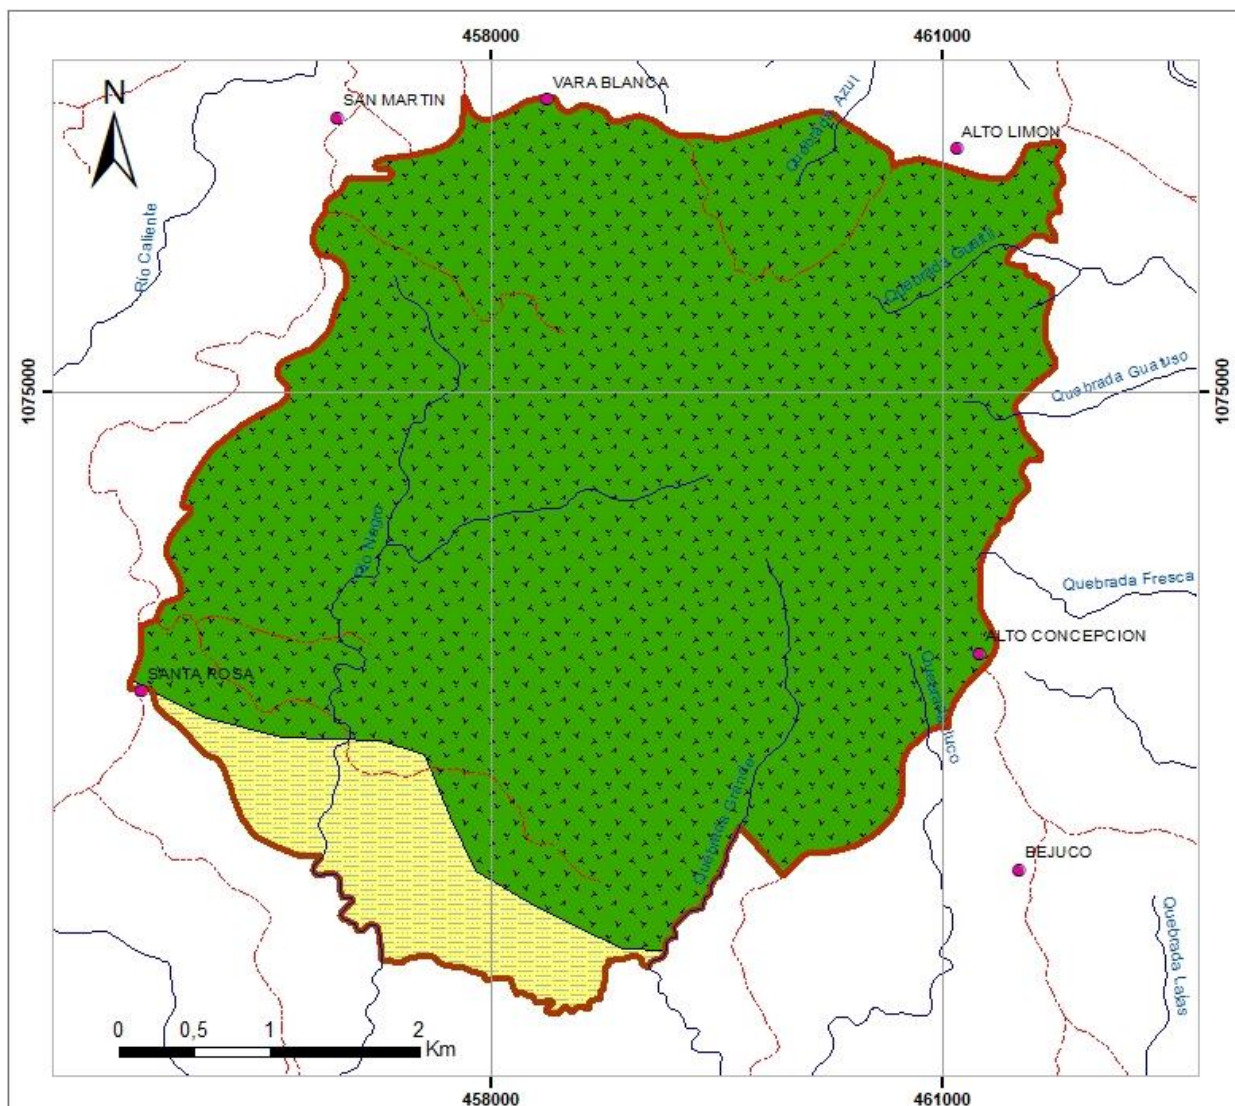 458000
461000
N
VARA BLANCA
SAN MARTIN
Quebrada Azul
ALTO LIMON
Río Caliente
Quebrada Guatil
1075000
1075000
Quebrada Guatuso
Río Negro
Quebrada Fresca
ALTO CONCEPCION
SANTA ROSA
Quebrada Grande
BEJUCO
Quebrada Lajas
0
0,5
1
2
Km
458000
461000